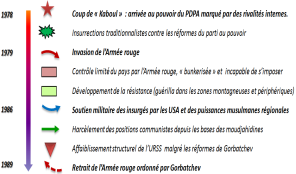 1978
Coup de « Kaboul » : arrivée au pouvoir du PDPA marqué par des rivalités internes.
Insurrections traditionnalistes contre les réformes du parti au pouvoir
1979
Invasion de l'Armée rouge
Contrôle limité du pays par l'Armée rouge, « bunkerisée » et incapable de s'imposer
Développement de la résistance (guérilla dans les zones montagneuses et périphériques)
1986
Soutien militaire des insurgés par les USA et des puissances musulmanes régionales
Harcèlement des positions communistes depuis les bases des moudjahidines
Affaiblissement structurel de l'URSS malgré les réformes de Gorbatchev
1989
Retrait de l'Armée rouge ordonné par Gorbatchev